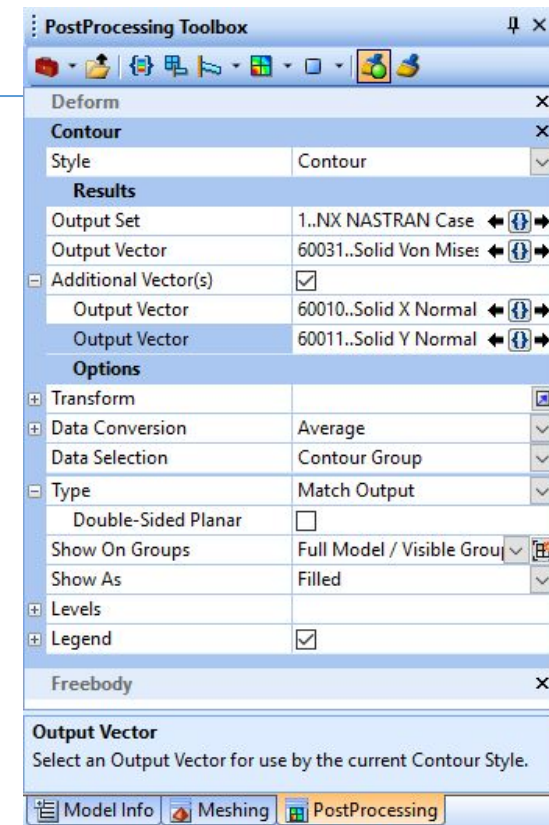 PostProcessing Toolbox
Deform
Contour
Style Contour
Results
Output Set 1..NX NASTRAN Case
Output Vector 60031..Solid Von Mises
Additional Vector(s)
Output Vector 60010..Solid X Normal
Output Vector 60011..Solid Y Normal
Options
Transform
Data Conversion Average
Data Selection Contour Group
Type Match Output
Double-Sided Planar
Show On Groups Full Model / Visible Group
Show As Filled
Levels
Legend
Freebody
Output Vector
Select an Output Vector for use by the current Contour Style.
Model Info Meshing PostProcessing